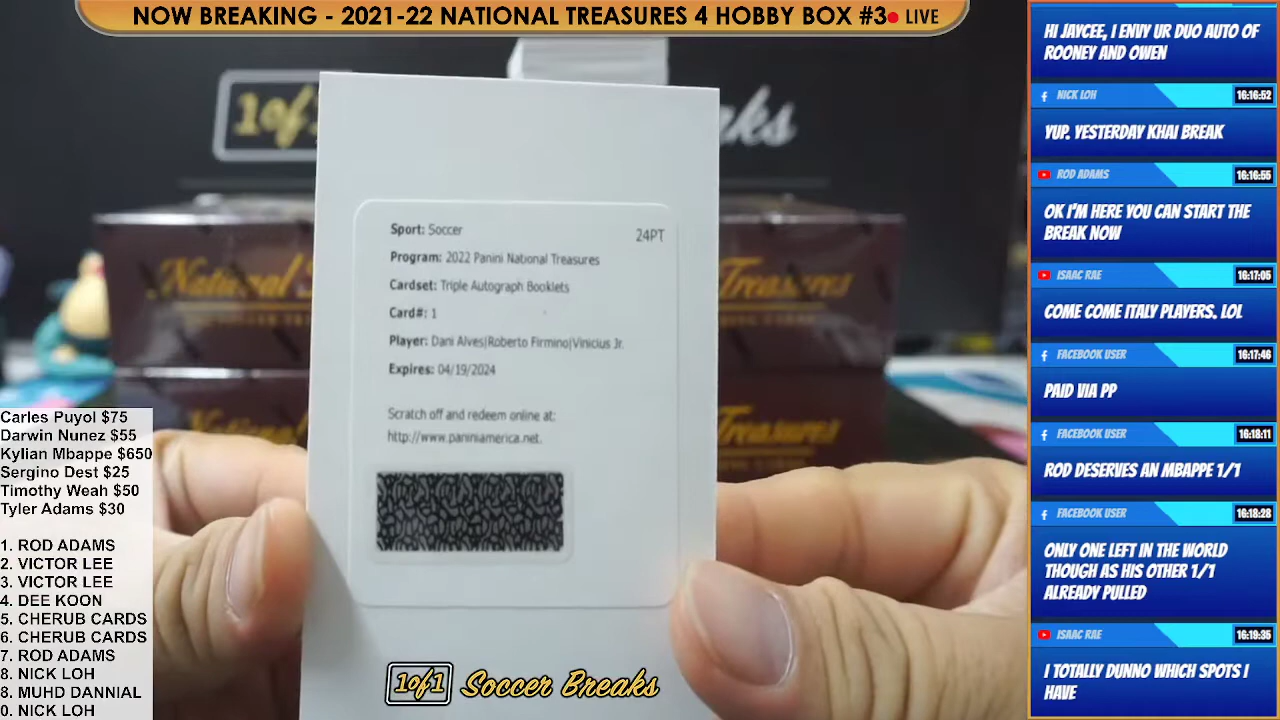 NOW BREAKING - 2021-22 NATIONAL TREASURES 4 HOBBY BOX #3
LIVE
1of1
aks
National
Treasures
Treasures
Sport: Soccer
24PT
Program: 2022 Panini National Treasures
Cardset: Triple Autograph Booklets
Card#: 1
Player: Dani Alves|Roberto Firmino|Vinicius Jr.
Expires: 04/19/2024
Scratch off and redeem online at:
http://www.paniniamerica.net.
1of1 Soccer Breaks
Carles Puyol $75
Darwin Nunez $55
Kylian Mbappe $650
Sergino Dest $25
Timothy Weah $50
Tyler Adams $30
1. ROD ADAMS
2. VICTOR LEE
3. VICTOR LEE
4. DEE KOON
5. CHERUB CARDS
6. CHERUB CARDS
7. ROD ADAMS
8. NICK LOH
8. MUHD DANNIAL
0. NICK LOH
HI JAYCEE, I ENVY UR DUO AUTO OF
ROONEY AND OWEN
NICK LOH 16:16:52
YUP. YESTERDAY KHAI BREAK
ROD ADAMS 16:16:55
OK I'M HERE YOU CAN START THE
BREAK NOW
ISAAC RAE 16:17:05
COME COME ITALY PLAYERS. LOL
FACEBOOK USER 16:17:46
PAID VIA PP
FACEBOOK USER 16:18:11
ROD DESERVES AN MBAPPE 1/1
FACEBOOK USER 16:18:28
ONLY ONE LEFT IN THE WORLD
THOUGH AS HIS OTHER 1/1
ALREADY PULLED
ISAAC RAE 16:19:35
I TOTALLY DUNNO WHICH SPOTS I
HAVE